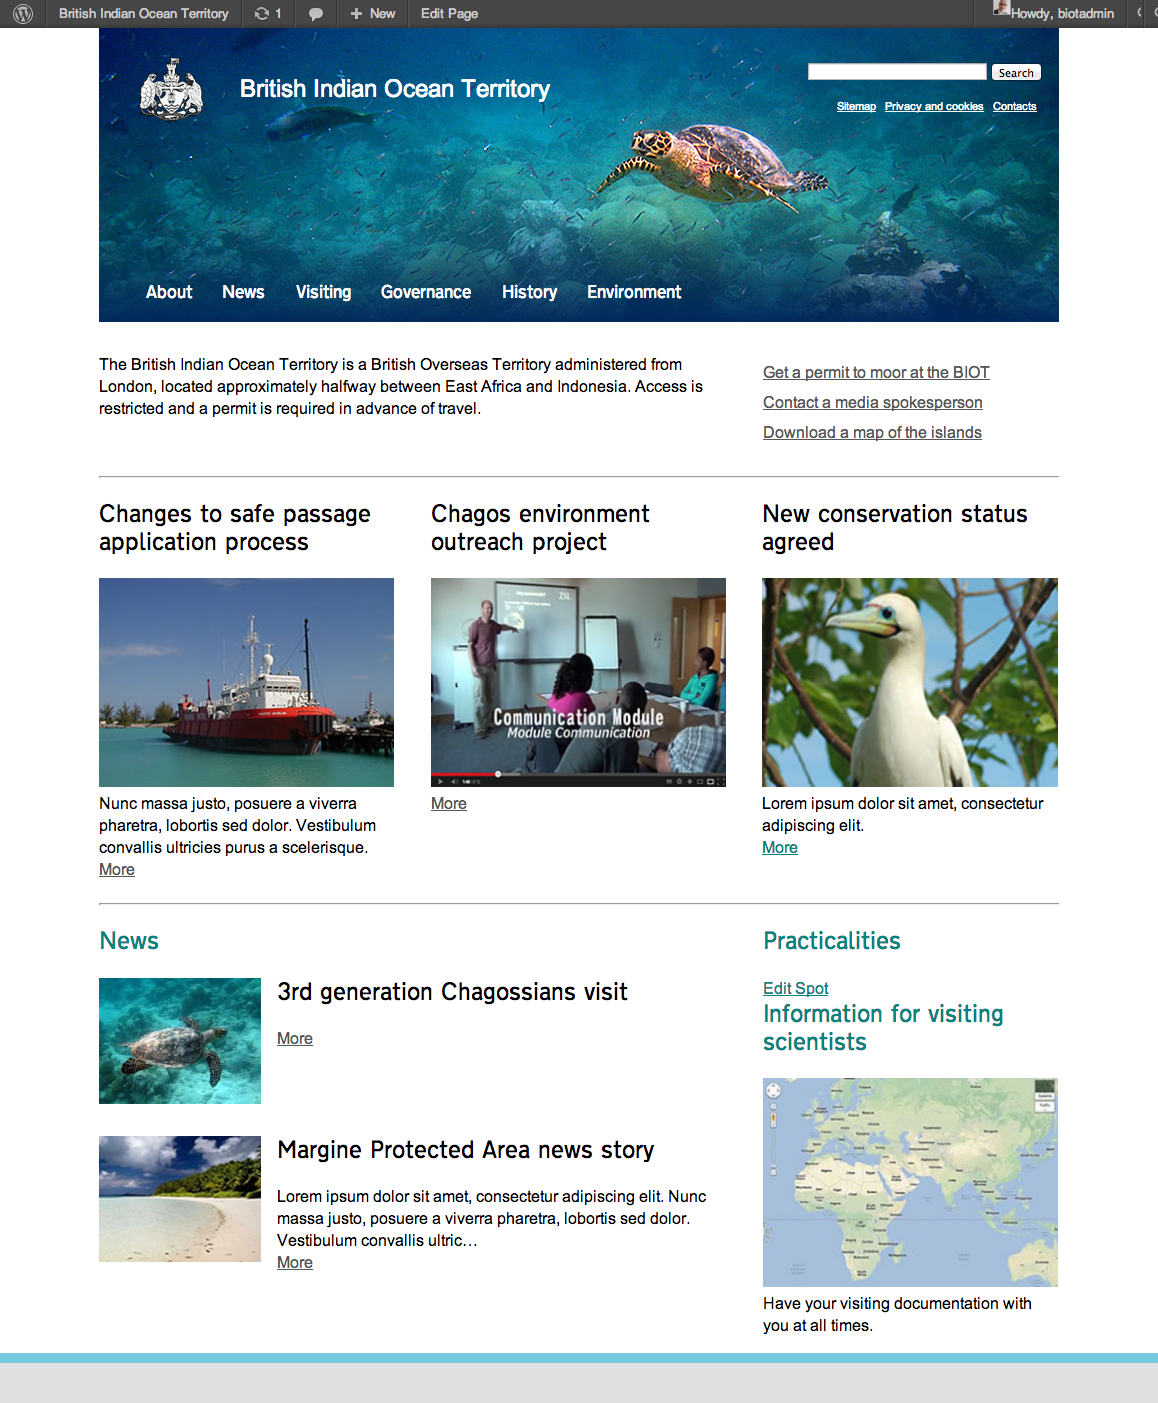 British Indian Ocean Territory
1
New
Edit Page
Howdy, biotadmin
British Indian Ocean Territory
Search
Sitemap Privacy and cookies Contacts
About News Visiting Governance History Environment
The British Indian Ocean Territory is a British Overseas Territory administered from
London, located approximately halfway between East Africa and Indonesia. Access is
restricted and a permit is required in advance of travel.
Get a permit to moor at the BIOT
Contact a media spokesperson
Download a map of the islands
Changes to safe passage
application process
Nunc massa justo, posuere a viverra
pharetra, lobortis sed dolor. Vestibulum
convallis ultricies purus a scelerisque.
More
Chagos environment
outreach project
ZSL
Communication Module
Module Communication
More
New conservation status
agreed
Lorem ipsum dolor sit amet, consectetur
adipiscing elit.
More
News
3rd generation Chagossians visit
More
Margine Protected Area news story
Lorem ipsum dolor sit amet, consectetur adipiscing elit. Nunc
massa justo, posuere a viverra pharetra, lobortis sed dolor.
Vestibulum convallis ultric…
More
Practicalities
Edit Spot
Information for visiting
scientists
Have your visiting documentation with
you at all times.